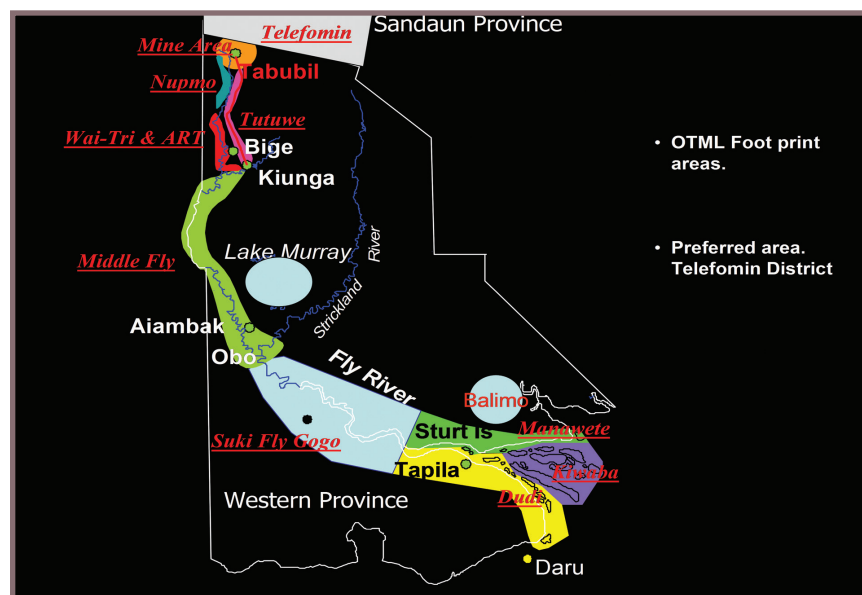 Telefomin
Sandaun Province
Mine Area
Tabubil
Nupmo
Tutuwe
Wai-Tri & ART
Bige
Kiunga
• OTML Foot print
areas.
Lake Murray
River
Middle Fly
• Preferred area.
Telefomin District
Strickland
Aiambak
Obo
Fly River
Balimo
Sturt Is
Manawete
Suki Fly Gogo
Tapila
Kiwaba
Western Province
Dudi
Daru